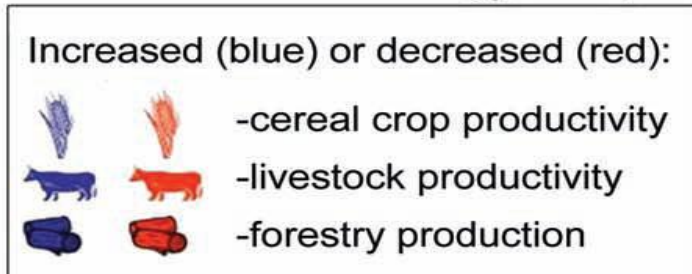 Increased (blue) or decreased (red):
-cereal crop productivity
-livestock productivity
-forestry production